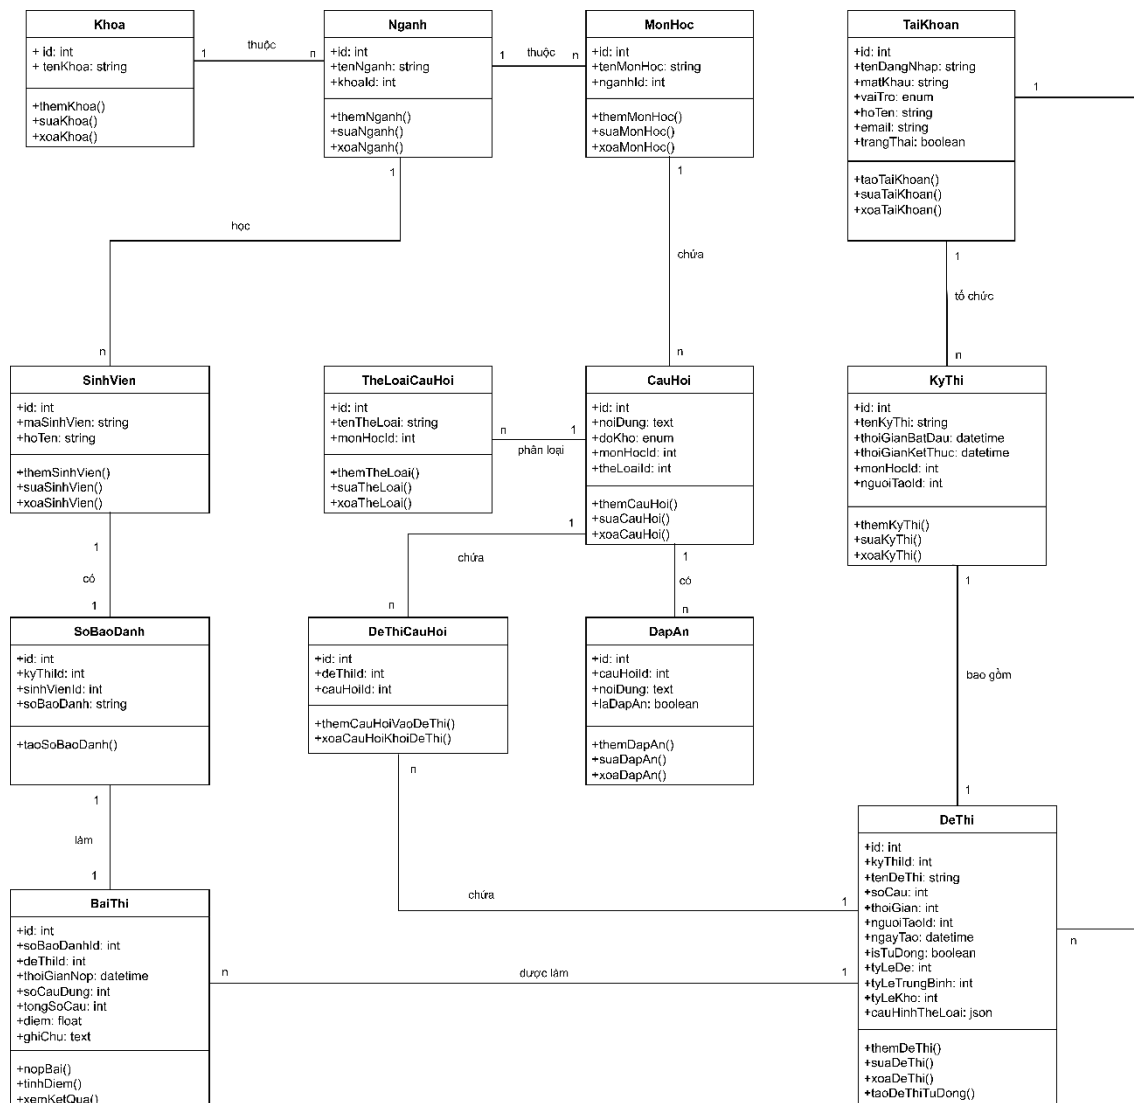 Khoa
+ id: int
+ tenKhoa: string
+themKhoa()
+suaKhoa()
+xoaKhoa()
1
thuộc
n
Nganh
+id: int
+tenNganh: string
+khoaId: int
+themNganh()
+suaNganh()
+xoaNganh()
1
thuộc
n
MonHoc
+id: int
+tenMonHoc: string
+nganhId: int
+themMonHoc()
+suaMonHoc()
+xoaMonHoc()
TaiKhoan
+id: int
+tenDangNhap: string
+matKhau: string
+vaiTro: enum
+hoTen: string
+email: string
+trangThai: boolean
+taoTaiKhoan()
+suaTaiKhoan()
+xoaTaiKhoan()
1
1
học
n
1
chứa
n
1
tổ chức
n
SinhVien
+id: int
+maSinhVien: string
+hoTen: string
+themSinhVien()
+suaSinhVien()
+xoaSinhVien()
TheLoaiCauHoi
+id: int
+tenTheLoai: string
+monHocId: int
+themTheLoai()
+suaTheLoai()
+xoaTheLoai()
n
1
phân loại
CauHoi
+id: int
+noiDung: text
+doKho: enum
+monHocId: int
+theLoaiId: int
+themCauHoi()
+suaCauHoi()
+xoaCauHoi()
KyThi
+id: int
+tenKyThi: string
+thoiGianBatDau: datetime
+thoiGianKetThuc: datetime
+monHocId: int
+nguoiTaoId: int
+themKyThi()
+suaKyThi()
+xoaKyThi()
1
có
1
1
chứa
n
1
có
n
1
bao gồm
1
SoBaoDanh
+id: int
+kyThiId: int
+sinhVienId: int
+soBaoDanh: string
+taoSoBaoDanh()
DeThiCauHoi
+id: int
+deThiId: int
+cauHoiId: int
+themCauHoiVaoDeThi()
+xoaCauHoiKhoiDeThi()
DapAn
+id: int
+cauHoiId: int
+noiDung: text
+laDapAn: boolean
+themDapAn()
+suaDapAn()
+xoaDapAn()
1
làm
1
n
chứa
1
DeThi
+id: int
+kyThiId: int
+tenDeThi: string
+soCau: int
+thoiGian: int
+nguoiTaoId: int
+ngayTao: datetime
+isTuDong: boolean
+tyLeDe: int
+tyLeTrungBinh: int
+tyLeKho: int
+cauHinhTheLoai: json
+themDeThi()
+suaDeThi()
+xoaDeThi()
+taoDeThiTuDong()
n
BaiThi
+id: int
+soBaoDanhId: int
+deThiId: int
+thoiGianNop: datetime
+soCauDung: int
+tongSoCau: int
+diem: float
+ghiChu: text
+nopBai()
+tinhDiem()
+xemKetQua()
n
được làm
1